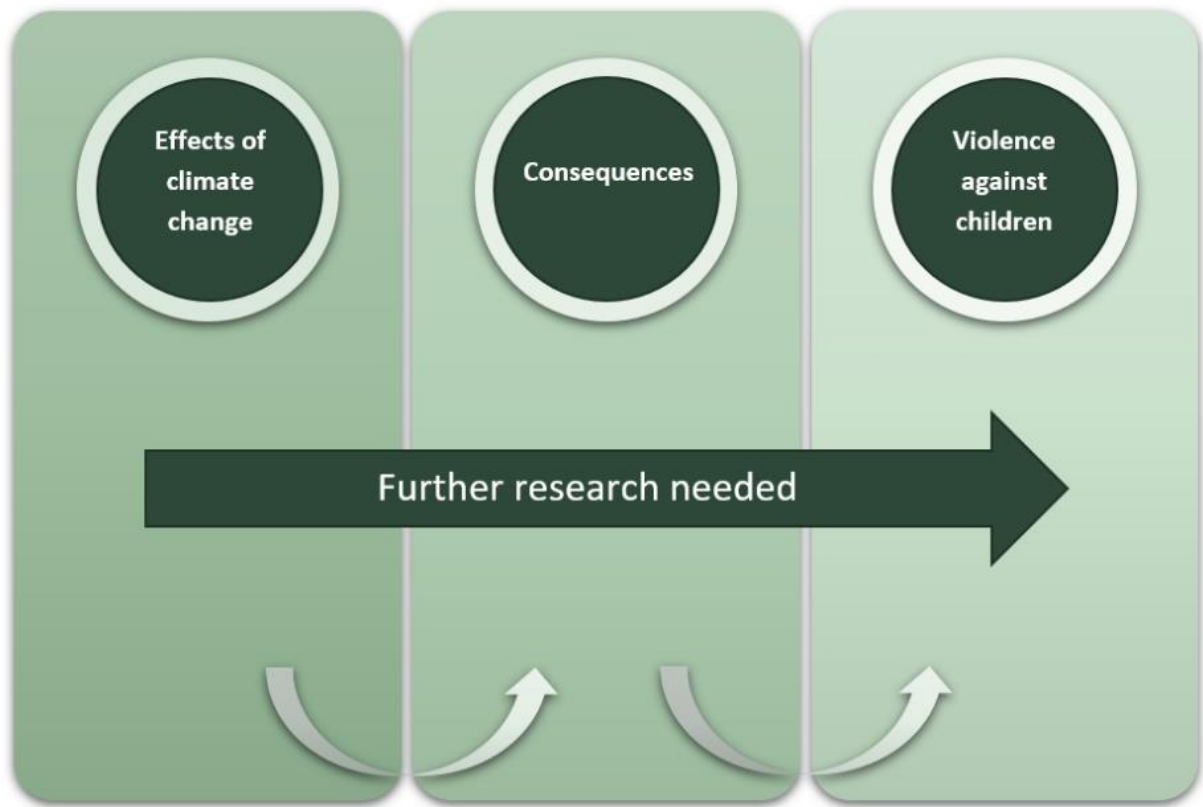 Effects of
climate
change
Consequences
Violence
against
children
Further research needed